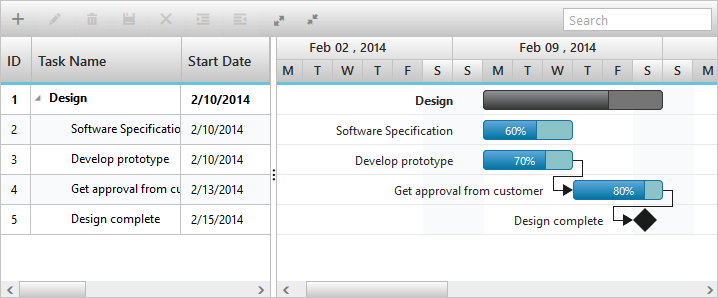 Search
ID Task Name Start Date
Feb 02 , 2014 Feb 09 , 2014
M T W T F S S M T W T F S S M
1 Design 2/10/2014
Design
2 Software Specificatio 2/10/2014
Software Specification 60%
3 Develop prototype 2/10/2014
Develop prototype 70%
4 Get approval from cu 2/13/2014
Get approval from customer 80%
5 Design complete 2/15/2014
Design complete